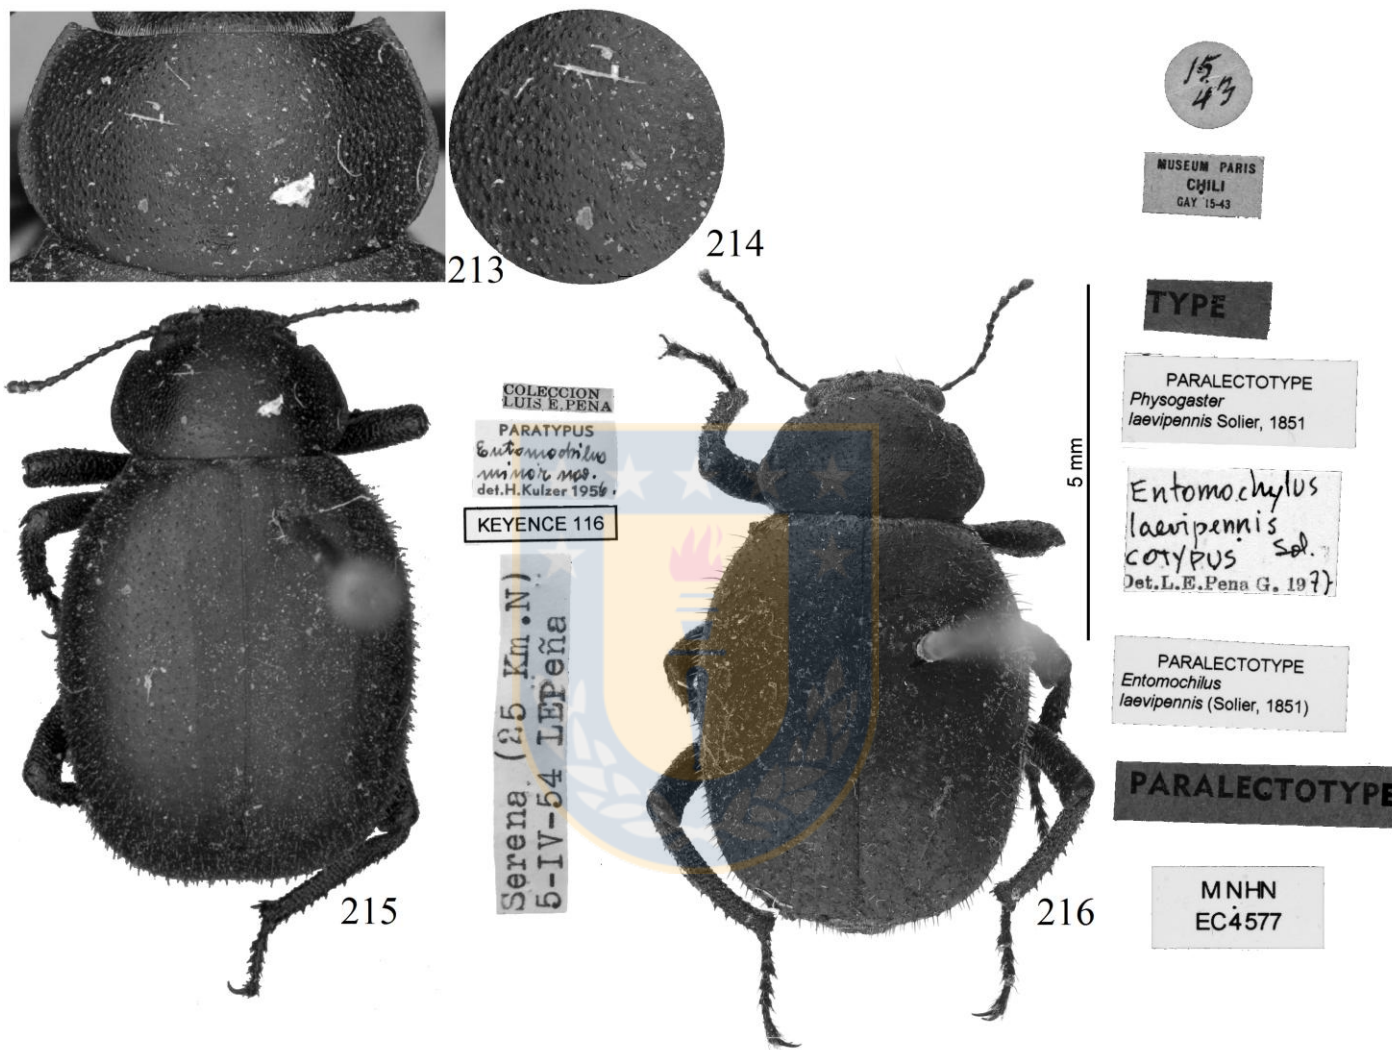 213
214
215
216
COLECCION
LUIS E. PEÑA
PARATYPUS
Entomochilus
minor nov.
det.H.Kulzer 1956.
KEYENCE 116
Serena (25 Km.N)
5-IV-54 LEPeña
5 mm
15
43
MUSEUM PARIS
CHILI
GAY 15-43
TYPE
PARALECTOTYPE
Physogaster
laevipennis Solier, 1851
Entomochylus
laevipennis
COTYPUS Sol.
Det.L.E.Pena G. 1977
PARALECTOTYPE
Entomochilus
laevipennis (Solier, 1851)
PARALECTOTYPE
MNHN
EC4577